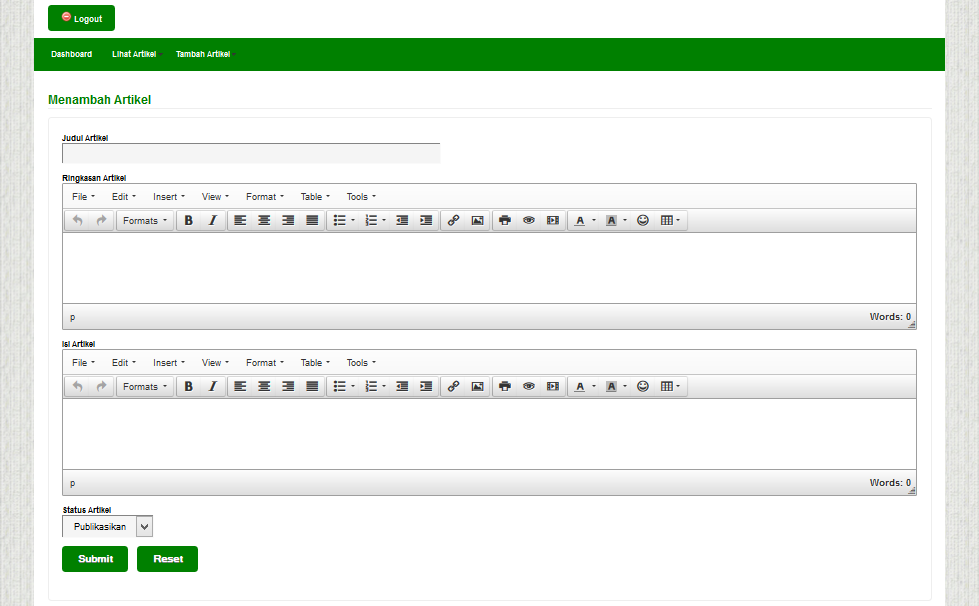 Logout
Dashboard Lihat Artikel Tambah Artikel
Menambah Artikel
Judul Artikel
Ringkasan Artikel
File Edit Insert View Format Table Tools
Formats B I A A
p Words: 0
Isi Artikel
File Edit Insert View Format Table Tools
Formats B I A A
p Words: 0
Status Artikel
Publikasikan
Submit Reset